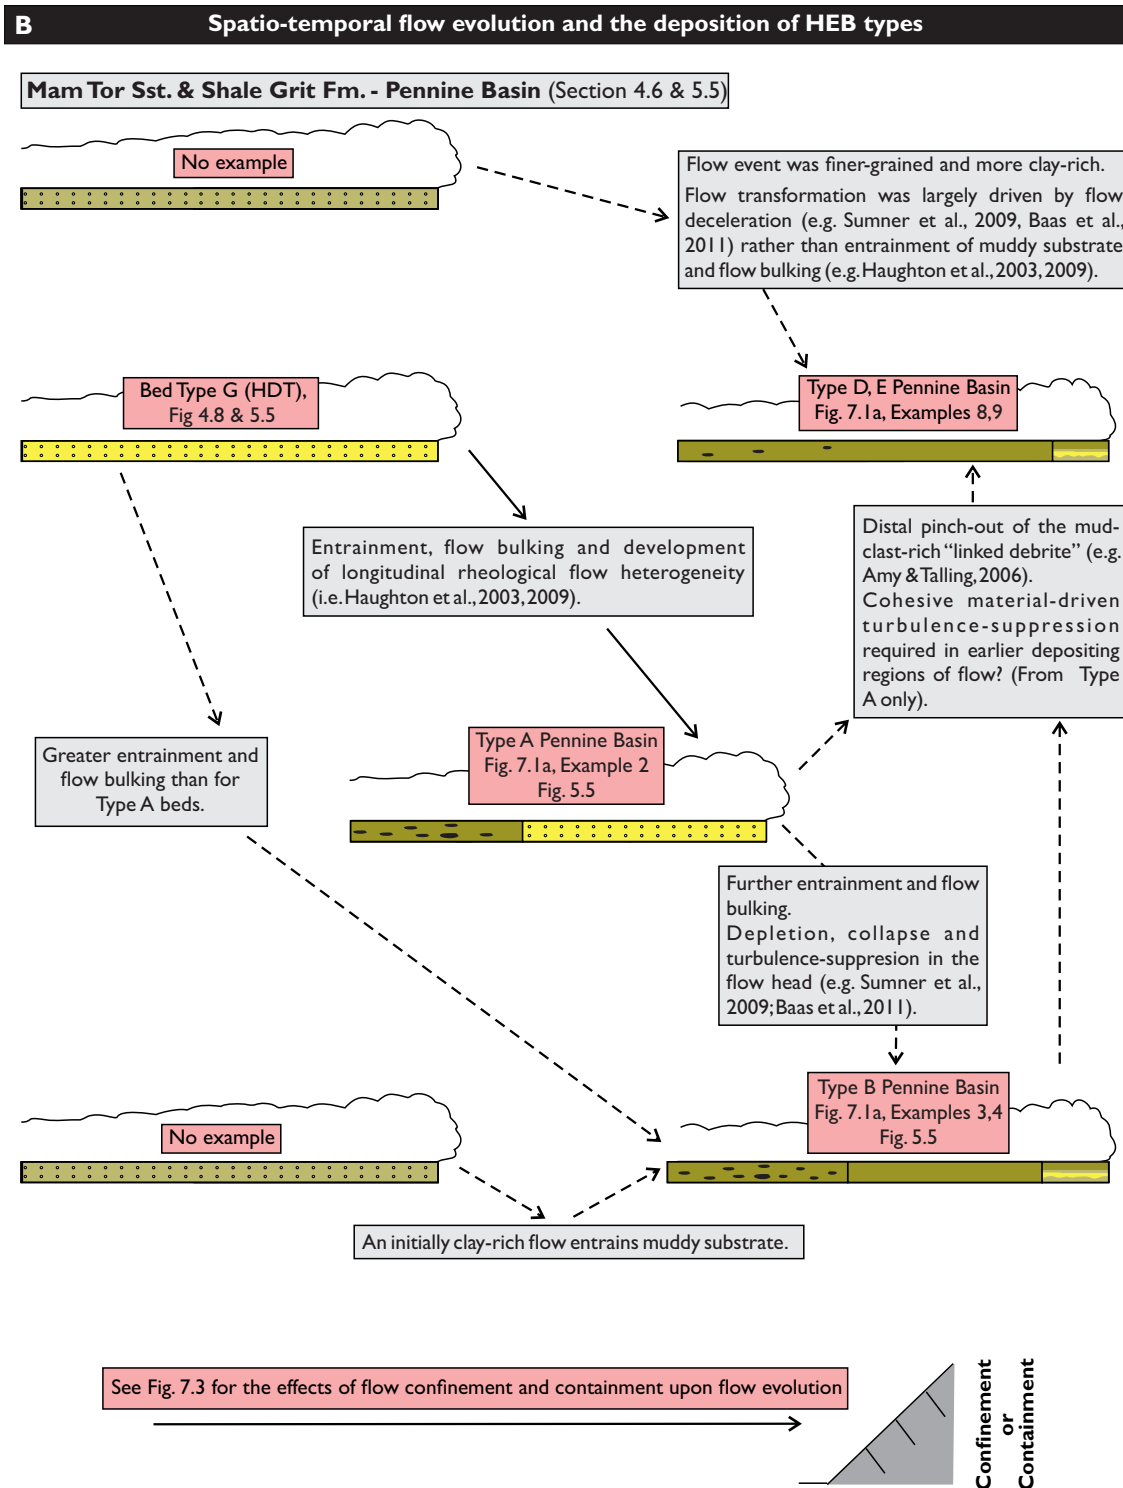 B Spatio-temporal flow evolution and the deposition of HEB types
Mam Tor Sst. & Shale Grit Fm. - Pennine Basin (Section 4.6 & 5.5)
No example
Flow event was finer-grained and more clay-rich.
Flow transformation was largely driven by flow
deceleration (e.g. Sumner et al., 2009, Baas et al.,
2011) rather than entrainment of muddy substrate
and flow bulking (e.g. Haughton et al., 2003, 2009).
Bed Type G (HDT),
Fig 4.8 & 5.5
Type D, E Pennine Basin
Fig. 7.1a, Examples 8,9
Entrainment, flow bulking and development
of longitudinal rheological flow heterogeneity
(i.e. Haughton et al., 2003, 2009).
Distal pinch-out of the mud-
clast-rich “linked debrite” (e.g.
Amy & Talling, 2006).
Cohesive material-driven
turbulence-suppression
required in earlier depositing
regions of flow? (From Type
A only).
Greater entrainment and
flow bulking than for
Type A beds.
Type A Pennine Basin
Fig. 7.1a, Example 2
Fig. 5.5
Further entrainment and flow
bulking.
Depletion, collapse and
turbulence-suppresion in the
flow head (e.g. Sumner et al.,
2009; Baas et al., 2011).
Type B Pennine Basin
Fig. 7.1a, Examples 3,4
Fig. 5.5
No example
An initially clay-rich flow entrains muddy substrate.
See Fig. 7.3 for the effects of flow confinement and containment upon flow evolution
Confinement
or
Containment